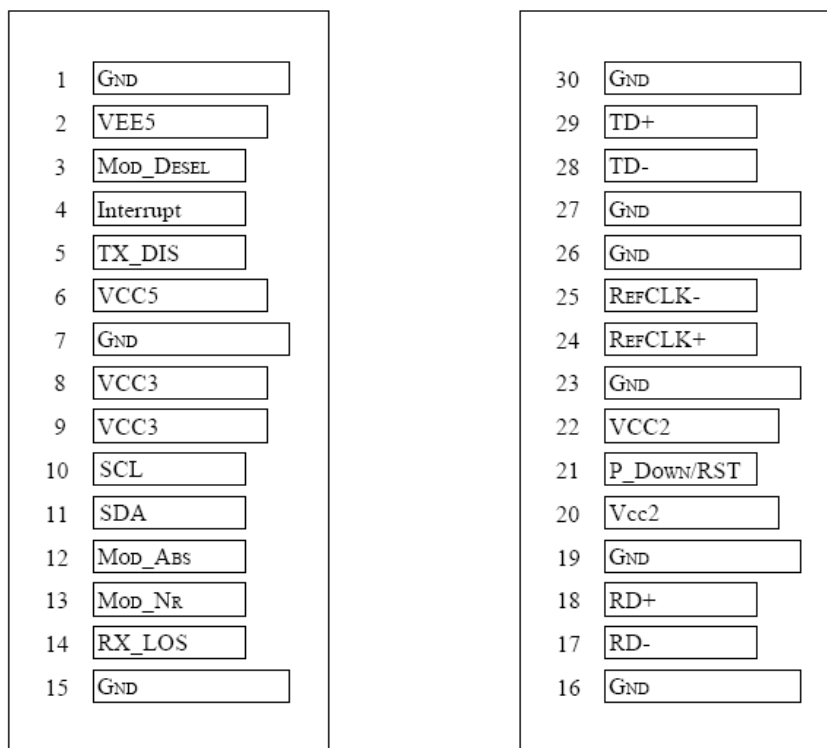 1 GND
2 VEE5
3 MOD_DESEL
4 Interrupt
5 TX_DIS
6 VCC5
7 GND
8 VCC3
9 VCC3
10 SCL
11 SDA
12 MOD_ABS
13 MOD_NR
14 RX_LOS
15 GND
30 GND
29 TD+
28 TD-
27 GND
26 GND
25 REFCLK-
24 REFCLK+
23 GND
22 VCC2
21 P_DOWN/RST
20 Vcc2
19 GND
18 RD+
17 RD-
16 GND